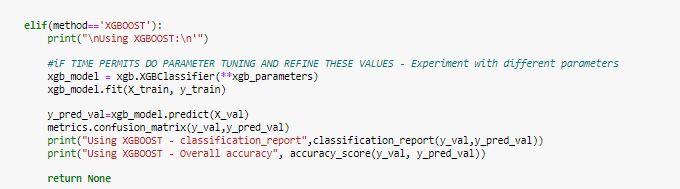 elif(method=='XGBOOST'):
print("\nUsing XGBOOST:\n'")
#iF TIME PERMITS DO PARAMETER TUNING AND REFINE THESE VALUES - Experiment with different parameters
xgb_model = xgb.XGBClassifier(**xgb_parameters)
xgb_model.fit(X_train, y_train)
y_pred_val=xgb_model.predict(X_val)
metrics.confusion_matrix(y_val,y_pred_val)
print("Using XGBOOST - classification_report",classification_report(y_val,y_pred_val))
print("Using XGBOOST - Overall accuracy", accuracy_score(y_val, y_pred_val))
return None